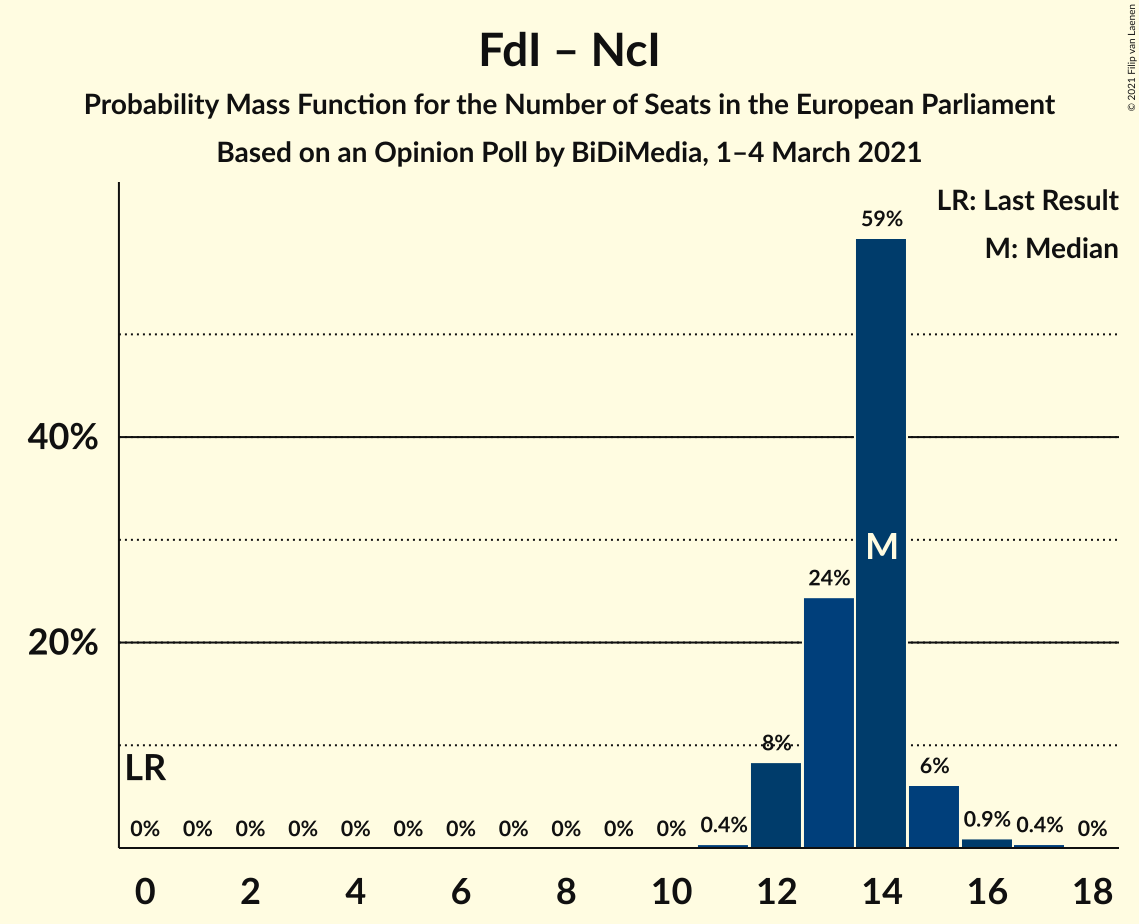 FdI – NcI
Probability Mass Function for the Number of Seats in the European Parliament
Based on an Opinion Poll by BiDiMedia, 1–4 March 2021
© 2021 Filip van Laenen
LR: Last Result
M: Median
59%
40%
M
24%
20%
8%
LR
6%
0% 0% 0% 0% 0% 0% 0% 0% 0% 0% 0% 0.4% 0.9% 0.4% 0%
0 2 4 6 8 10 12 14 16 18